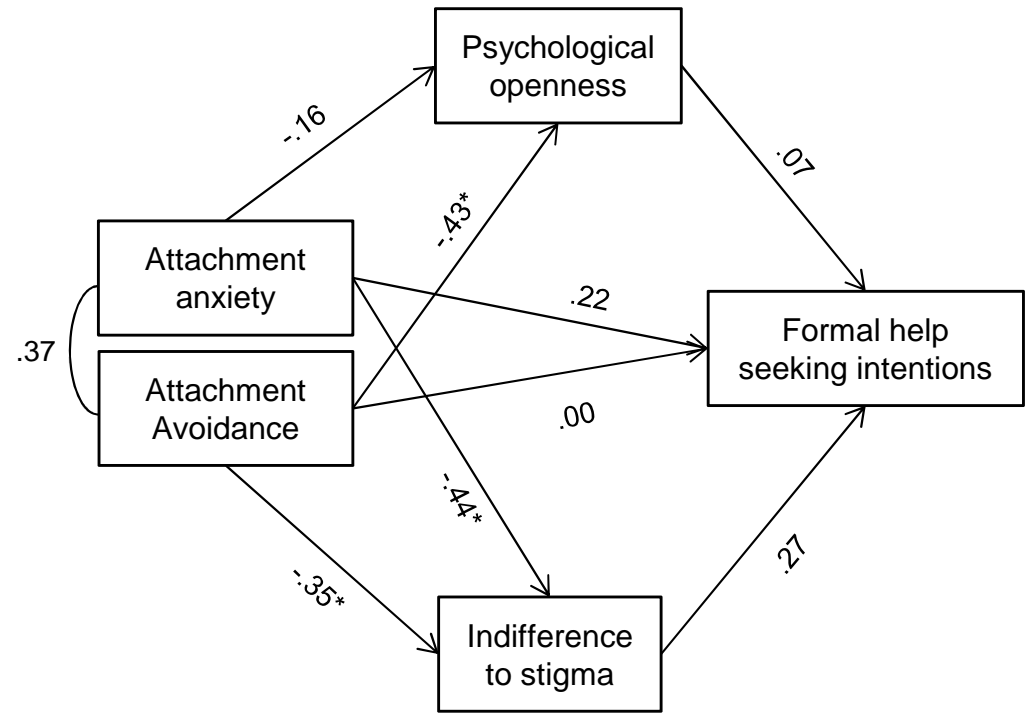 Psychological
openness
-.16
.07
-.43*
Attachment
anxiety
.22
Formal help
seeking intentions
.37
Attachment
Avoidance
.00
-.44*
-.35*
.27
Indifference
to stigma